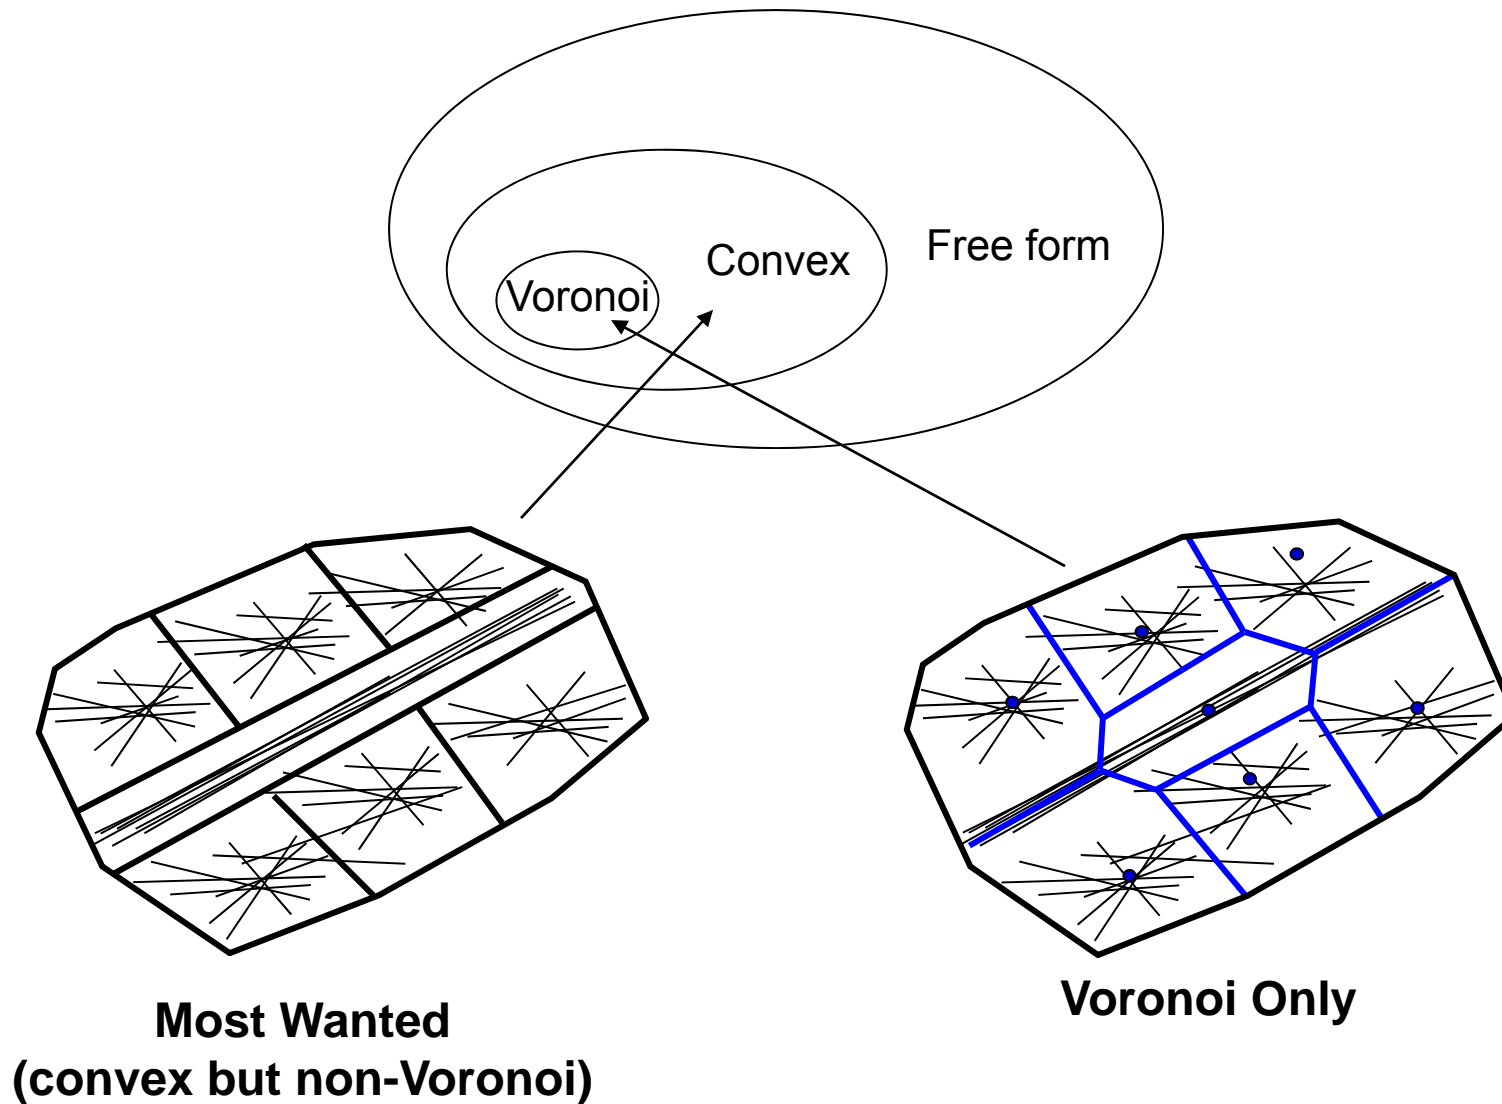 Free form
Convex
Voronoi
Voronoi Only
Most Wanted
(convex but non-Voronoi)